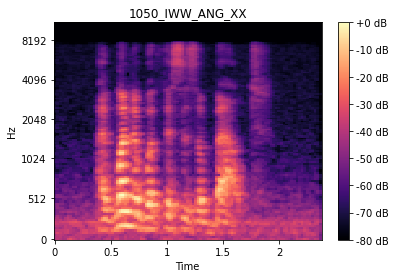 1050_IWW_ANG_XX
+0 dB
8192
-10 dB
4096
-20 dB
-30 dB
2048
Hz
-40 dB
1024
-50 dB
512
-60 dB
-70 dB
0
-80 dB
0 0.5 1 1.5 2
Time